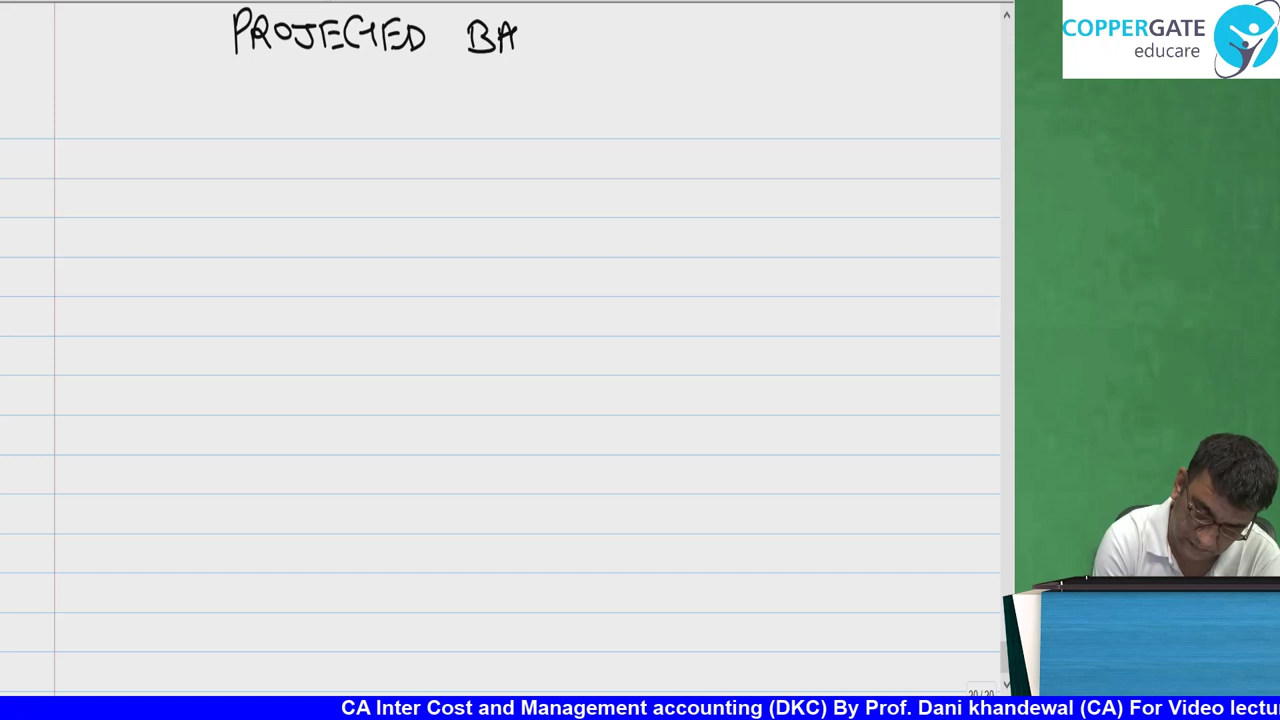 PROJECTED BA
COPPERGATE
educare
CA Inter Cost and Management accounting (DKC) By Prof. Dani khandewal (CA) For Video lectu